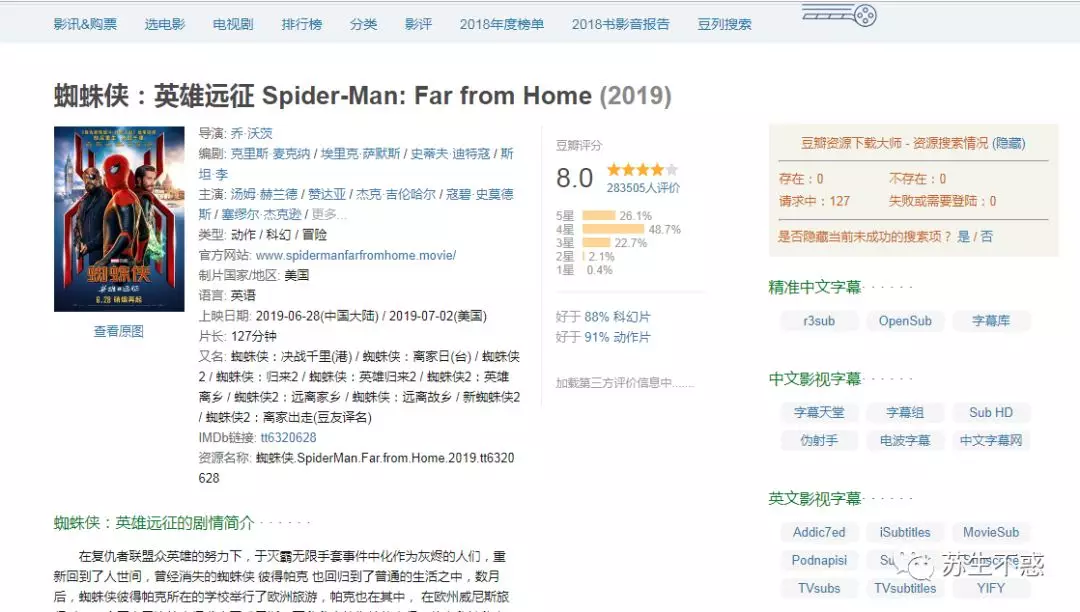 影讯&购票 选电影 电视剧 排行榜 分类 影评 2018年度榜单 2018书影音报告 豆列搜索
蜘蛛侠：英雄远征 Spider-Man: Far from Home (2019)
蜘蛛侠
英雄远征
6.28 硝爆再起
查看原图
导演: 乔·沃茨
编剧: 克里斯·麦克纳 / 埃里克·萨默斯 / 史蒂夫·迪特寇 / 斯
坦·李
主演: 汤姆·赫兰德 / 赞达亚 / 杰克·吉伦哈尔 / 寇碧·史莫德
斯 / 塞缪尔·杰克逊 / 更多...
类型: 动作 / 科幻 / 冒险
官方网站: www.spidermanfarfromhome.movie/
制片国家/地区: 美国
语言: 英语
上映日期: 2019-06-28(中国大陆) / 2019-07-02(美国)
片长: 127分钟
又名: 蜘蛛侠：决战千里(港) / 蜘蛛侠：离家日(台) / 蜘蛛侠
2 / 蜘蛛侠：归来2 / 蜘蛛侠：英雄归来2 / 蜘蛛侠2：英雄
离乡 / 蜘蛛侠2：远离家乡 / 蜘蛛侠：远离故乡 / 新蜘蛛侠2
/ 蜘蛛侠2：离家出走(豆友译名)
IMDb链接: tt6320628
资源名称: 蜘蛛侠.SpiderMan.Far.from.Home.2019.tt6320
628
豆瓣评分
8.0
283505人评价
5星 26.1%
4星 48.7%
3星 22.7%
2星 2.1%
1星 0.4%
好于 88% 科幻片
好于 91% 动作片
加载第三方评价信息中.......
蜘蛛侠：英雄远征的剧情简介 · · · · · ·
在复仇者联盟众英雄的努力下，于灭霸无限手套事件中化作为灰烬的人们，重
新回到了人世间，曾经消失的蜘蛛侠 彼得帕克 也回归到了普通的生活之中，数月
后，蜘蛛侠彼得帕克所在的学校举行了欧洲旅游，帕克也在其中， 在欧州威尼斯旅
豆瓣资源下载大师 - 资源搜索情况 (隐藏)
存在：0 不存在：0
请求中：127 失败或需要登陆：0
是否隐藏当前未成功的搜索项？ 是 / 否
精准中文字幕 · · · · · ·
r3sub OpenSub 字幕库
中文影视字幕 · · · · · ·
字幕天堂 字幕组 Sub HD
伪射手 电波字幕 中文字幕网
英文影视字幕 · · · · · ·
Addic7ed iSubtitles MovieSub
Podnapisi
苏生不惑
TVsubs TVsubtitles YIFY